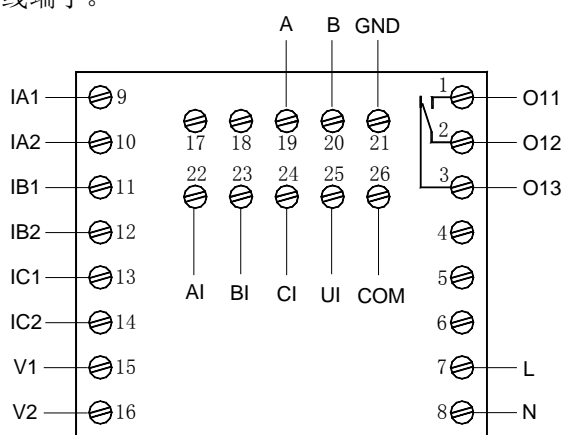 线端子。
A B GND
IA1 9 1 O11
17 18 19 20 21
IA2 10 2 O12
22 23 24 25 26
IB1 11 3 O13
IB2 12 4
IC1 13 5
AI BI CI UI COM
IC2 14 6
V1 15 7 L
V2 16 8 N